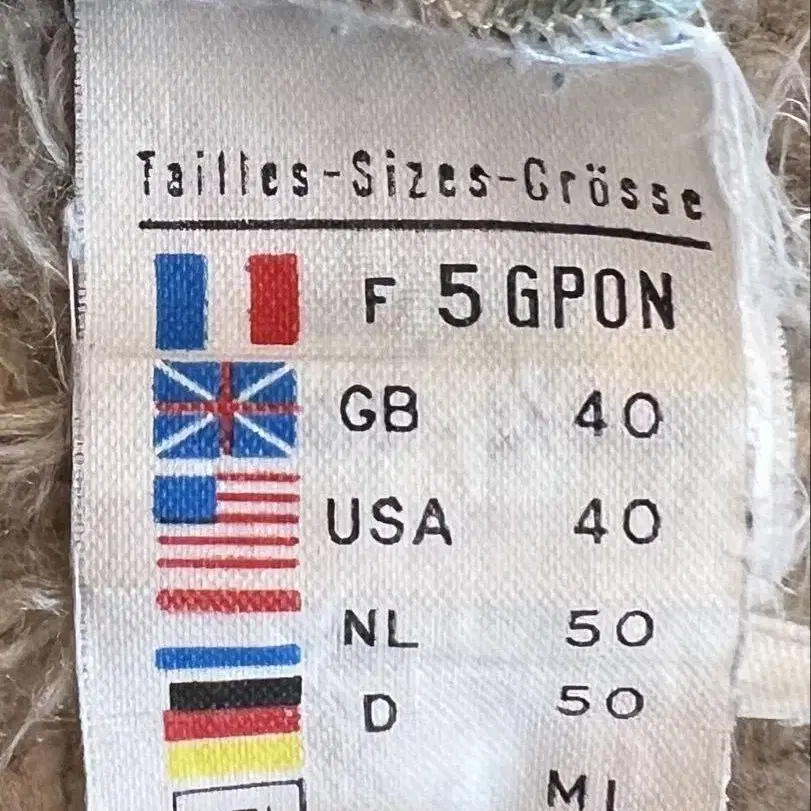 Tailles-Sizes-Grösse
F 5 GPON
GB 40
USA 40
NL 50
D 50